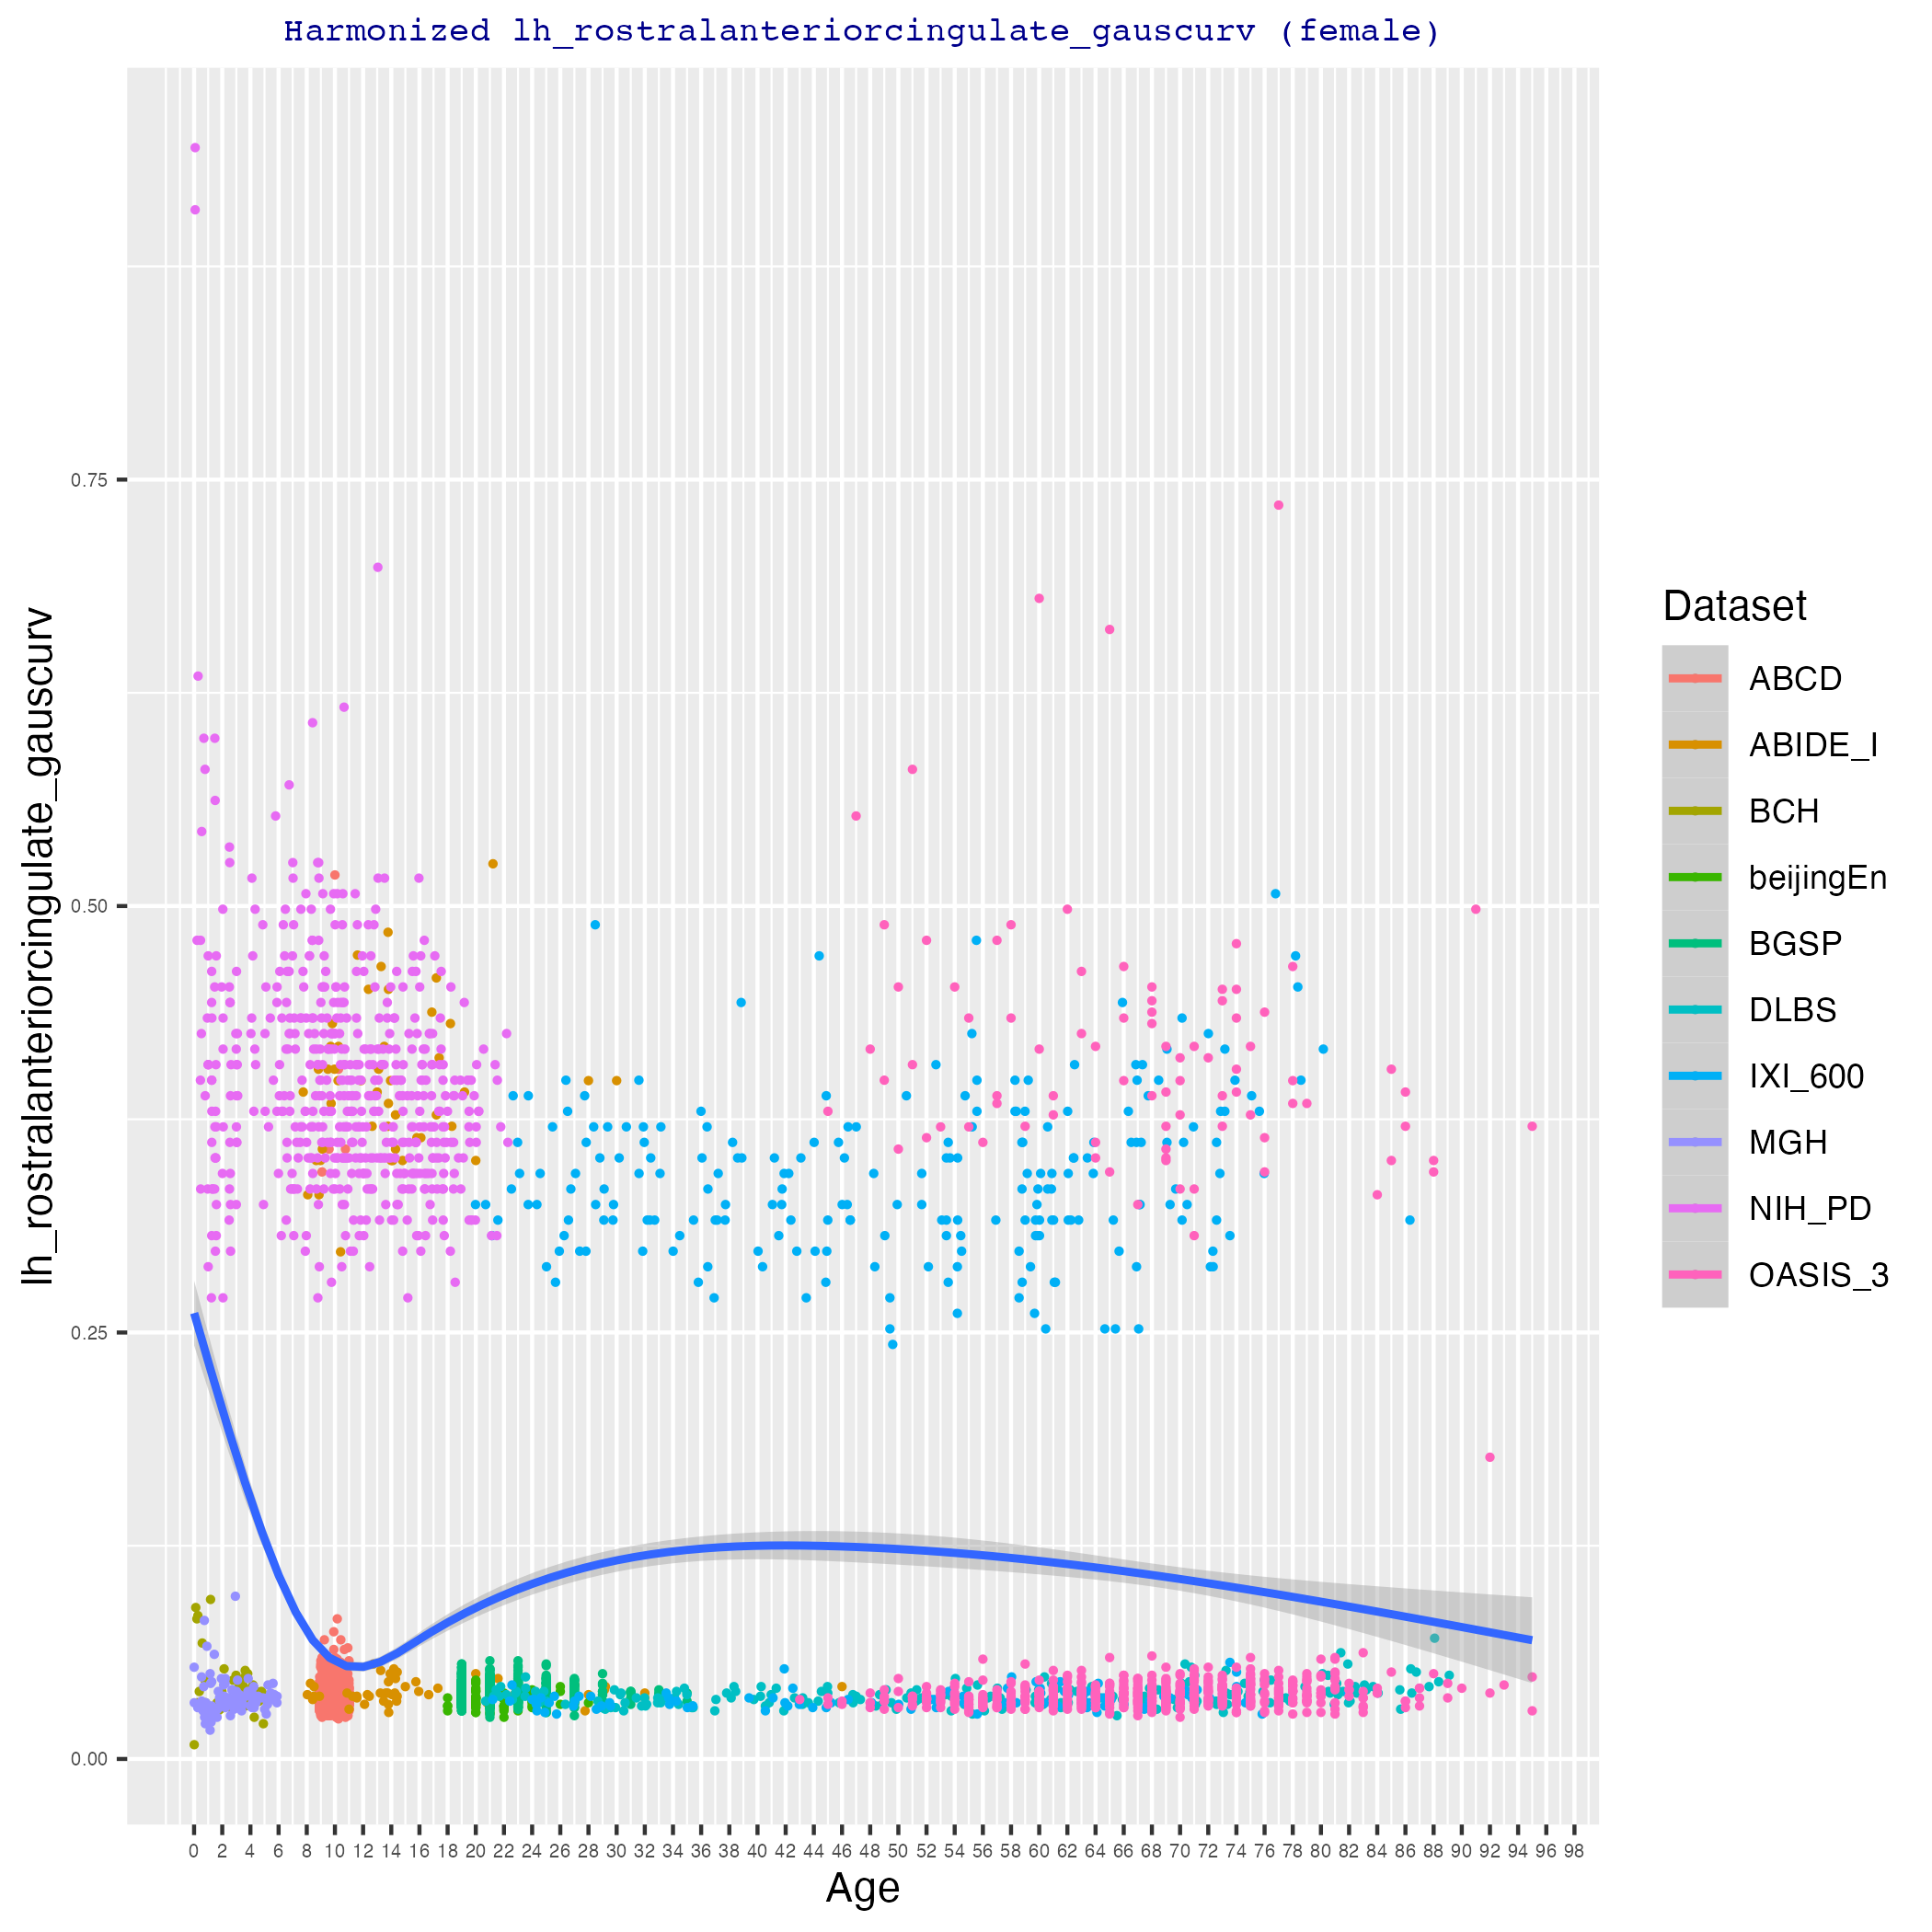 Harmonized lh_rostralanteriorcingulate_gauscurv (female)
lh_rostralanteriorcingulate_gauscurv
0.75
0.50
0.25
0.00
0 2 4 6 8 10 12 14 16 18 20 22 24 26 28 30 32 34 36 38 40 42 44 46 48 50 52 54 56 58 60 62 64 66 68 70 72 74 76 78 80 82 84 86 88 90 92 94 96 98
Age
Dataset
ABCD
ABIDE_I
BCH
beijingEn
BGSP
DLBS
IXI_600
MGH
NIH_PD
OASIS_3